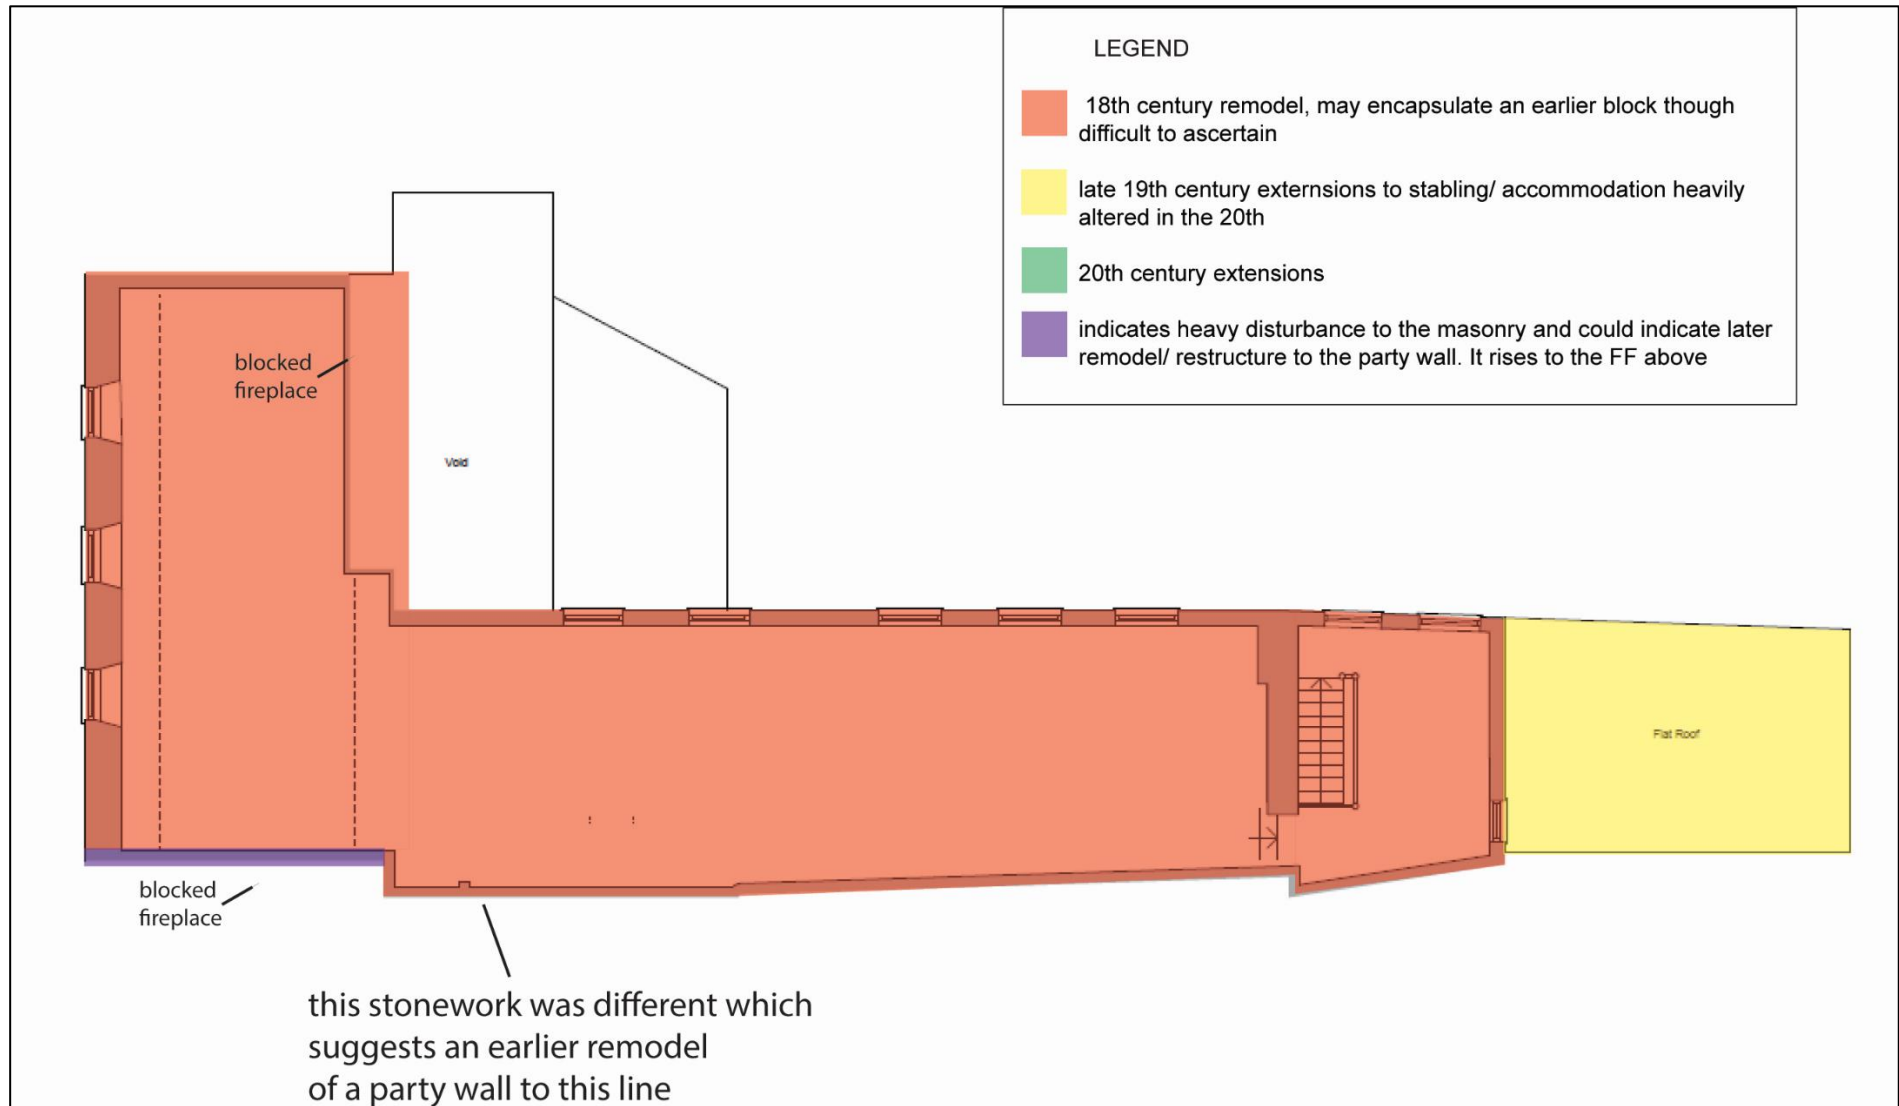 LEGEND
18th century remodel, may encapsulate an earlier block though
difficult to ascertain
late 19th century externsions to stabling/ accommodation heavily
altered in the 20th
20th century extensions
indicates heavy disturbance to the masonry and could indicate later
remodel/ restructure to the party wall. It rises to the FF above
blocked
fireplace
Void
Flat Roof
blocked
fireplace
this stonework was different which
suggests an earlier remodel
of a party wall to this line